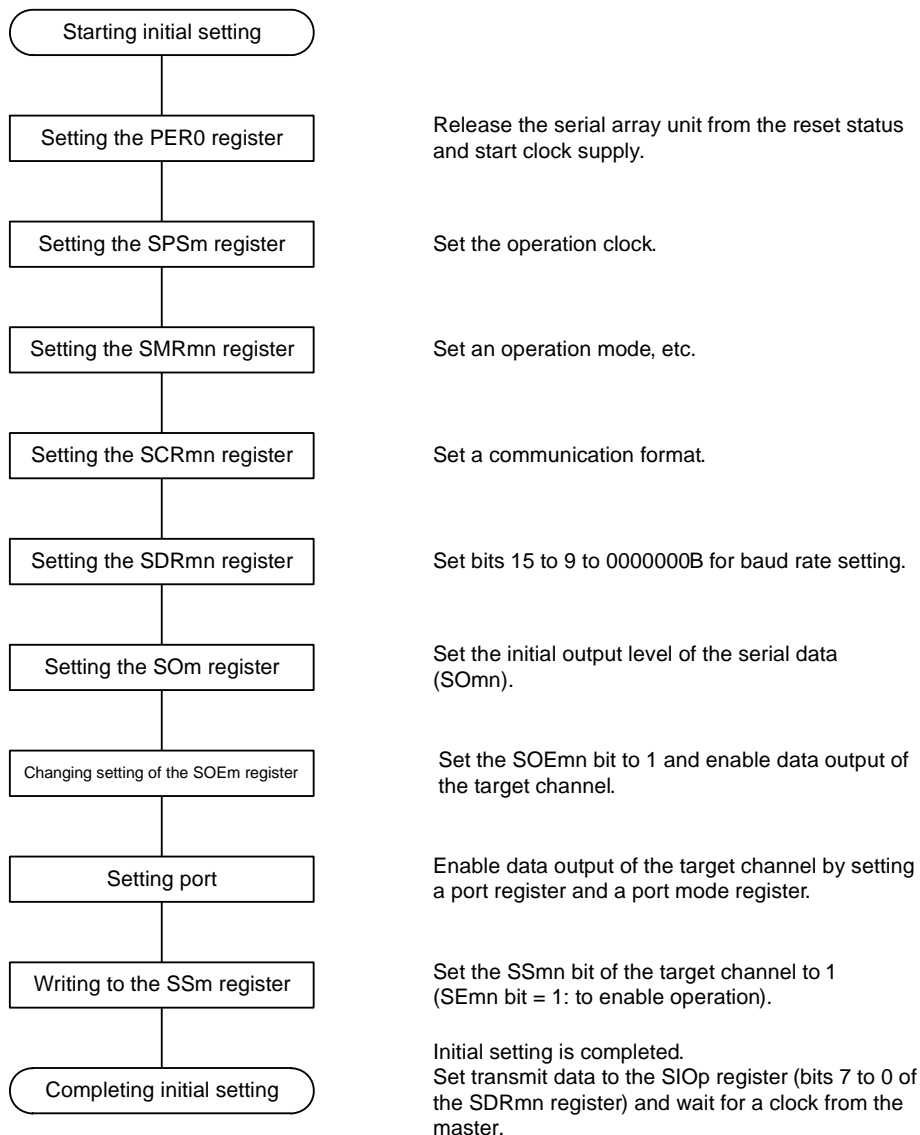 Starting initial setting
Setting the PER0 register
Release the serial array unit from the reset status
and start clock supply.
Setting the SPSm register
Set the operation clock.
Setting the SMRmn register
Set an operation mode, etc.
Setting the SCRmn register
Set a communication format.
Setting the SDRmn register
Set bits 15 to 9 to 0000000B for baud rate setting.
Setting the SOm register
Set the initial output level of the serial data
(SOmn).
Changing setting of the SOEm register
Set the SOEmn bit to 1 and enable data output of
the target channel.
Setting port
Enable data output of the target channel by setting
a port register and a port mode register.
Writing to the SSm register
Set the SSmn bit of the target channel to 1
(SEmn bit = 1: to enable operation).
Completing initial setting
Initial setting is completed.
Set transmit data to the SIOp register (bits 7 to 0 of
the SDRmn register) and wait for a clock from the
master.